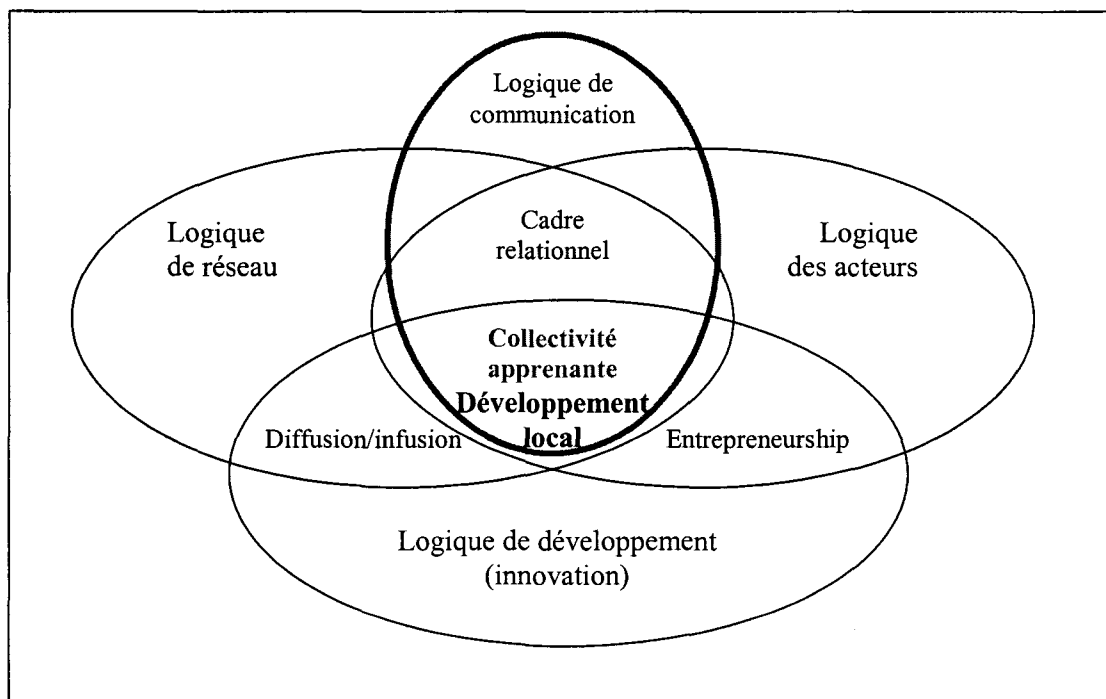 Logique de
communication
Logique
de réseau
Cadre
relationnel
Logique
des acteurs
Collectivité
apprenante
Développement
local
Diffusion/infusion
Entrepreneurship
Logique de développement
(innovation)